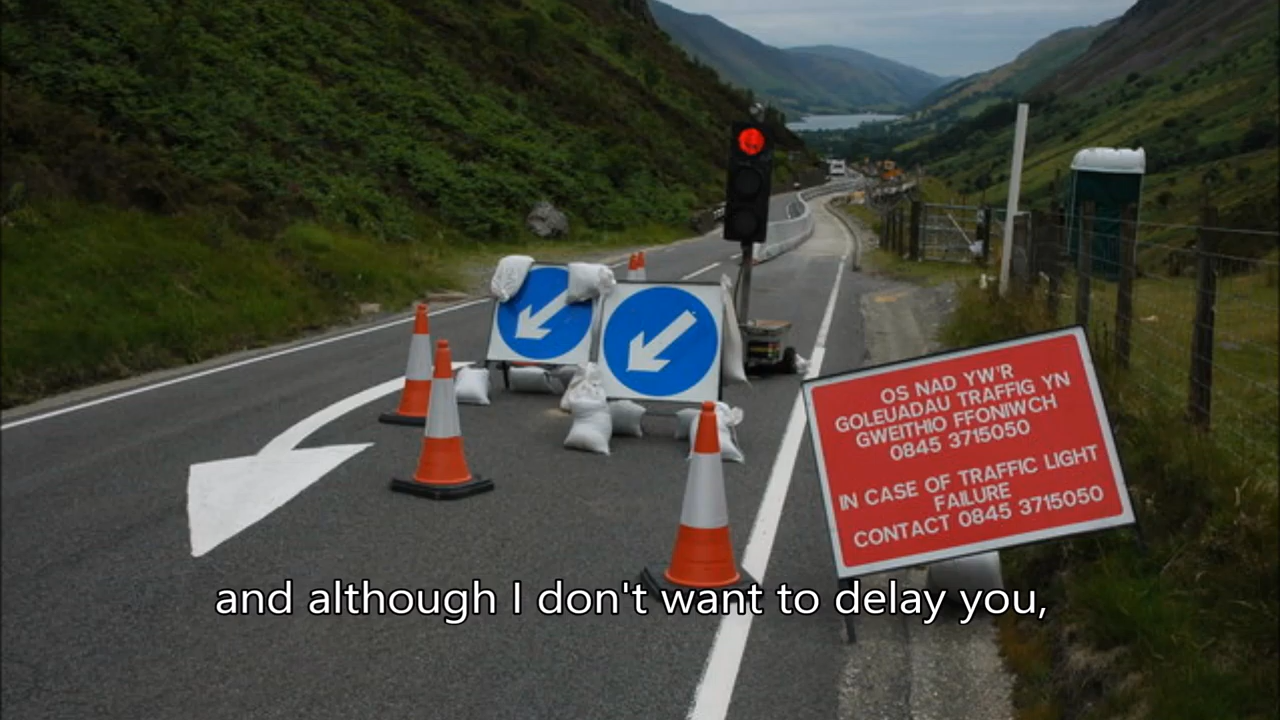 OS NAD YW'R
GOLEUADAU TRAFFIG YN
GWEITHIO FFONIWCH
0845 3715050
IN CASE OF TRAFFIC LIGHT
FAILURE
CONTACT 0845 3715050
and although I don't want to delay you,